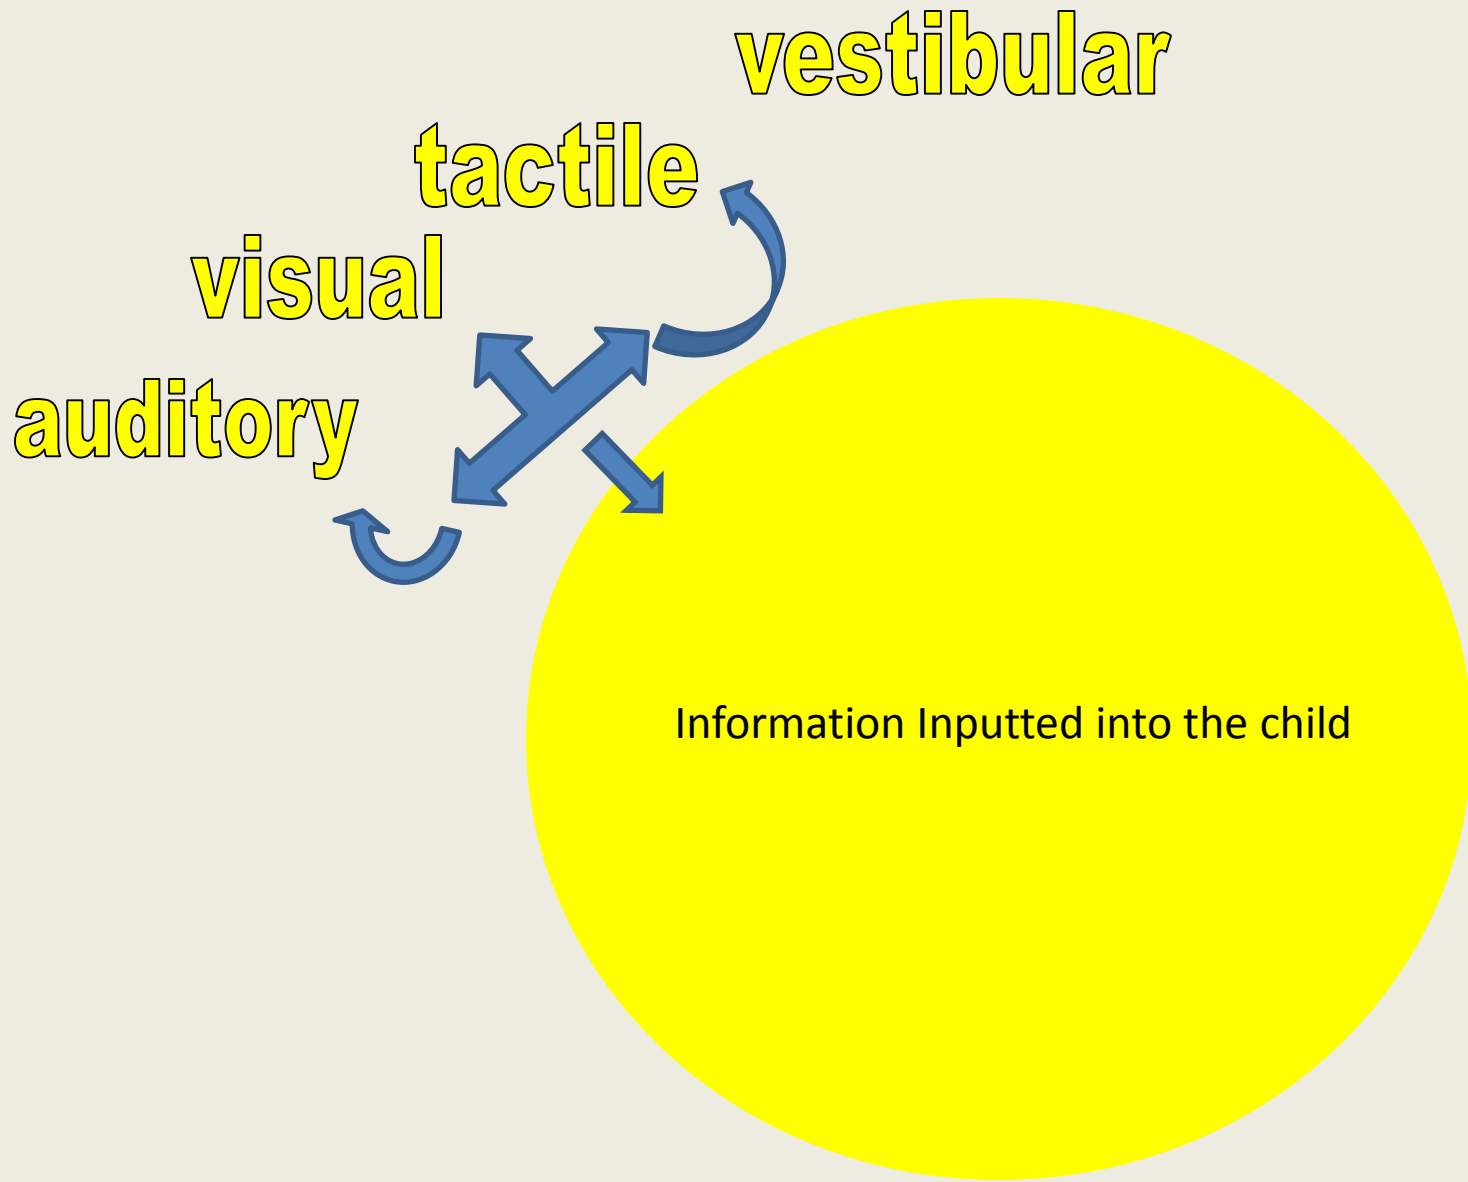 vestibular
tactile
visual
auditory
Information Inputted into the child